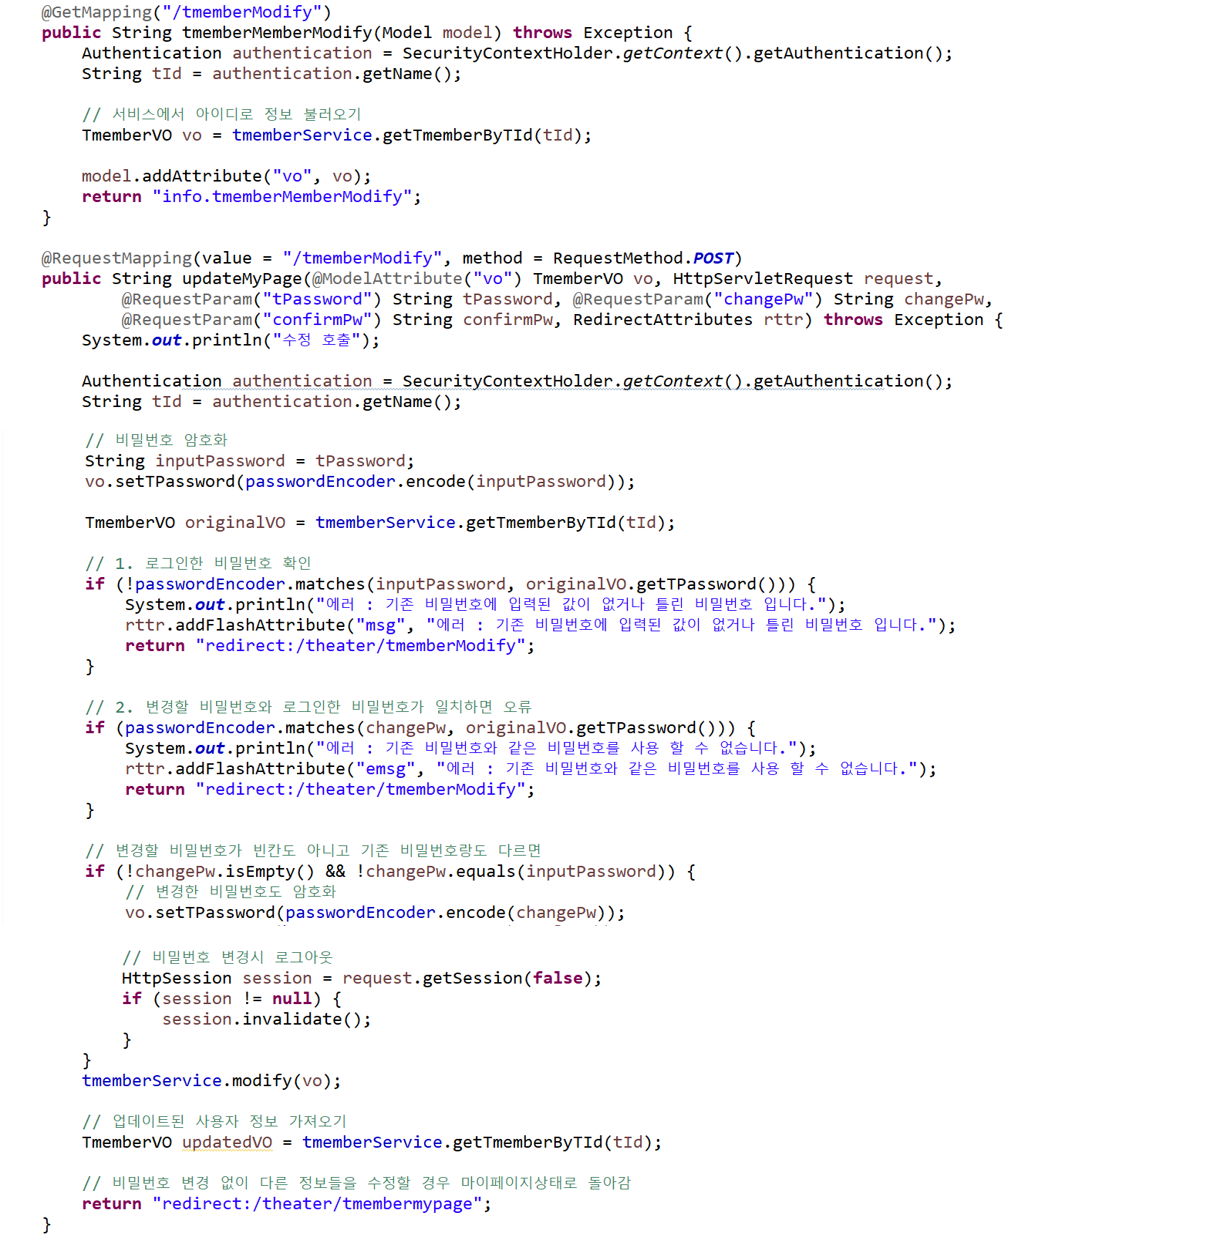 @GetMapping("/tmemberModify")
public String tmemberMemberModify(Model model) throws Exception {
Authentication authentication = SecurityContextHolder.getContext().getAuthentication();
String tId = authentication.getName();
// 서비스에서 아이디로 정보 불러오기
TmemberVO vo = tmemberService.getTmemberByTId(tId);
model.addAttribute("vo", vo);
return "info.tmemberMemberModify";
}
@RequestMapping(value = "/tmemberModify", method = RequestMethod.POST)
public String updateMyPage(@ModelAttribute("vo") TmemberVO vo, HttpServletRequest request,
@RequestParam("tPassword") String tPassword, @RequestParam("changePw") String changePw,
@RequestParam("confirmPw") String confirmPw, RedirectAttributes rttr) throws Exception {
System.out.println("수정 호출");
Authentication authentication = SecurityContextHolder.getContext().getAuthentication();
String tId = authentication.getName();
// 비밀번호 암호화
String inputPassword = tPassword;
vo.setTPassword(passwordEncoder.encode(inputPassword));
TmemberVO originalVO = tmemberService.getTmemberByTId(tId);
// 1. 로그인한 비밀번호 확인
if (!passwordEncoder.matches(inputPassword, originalVO.getTPassword())) {
System.out.println("에러 : 기존 비밀번호에 입력된 값이 없거나 틀린 비밀번호 입니다.");
rttr.addFlashAttribute("msg", "에러 : 기존 비밀번호에 입력된 값이 없거나 틀린 비밀번호 입니다.");
return "redirect:/theater/tmemberModify";
}
// 2. 변경할 비밀번호와 로그인한 비밀번호가 일치하면 오류
if (passwordEncoder.matches(changePw, originalVO.getTPassword())) {
System.out.println("에러 : 기존 비밀번호와 같은 비밀번호를 사용 할 수 없습니다.");
rttr.addFlashAttribute("emsg", "에러 : 기존 비밀번호와 같은 비밀번호를 사용 할 수 없습니다.");
return "redirect:/theater/tmemberModify";
}
// 변경할 비밀번호가 빈칸도 아니고 기존 비밀번호랑도 다르면
if (!changePw.isEmpty() && !changePw.equals(inputPassword)) {
// 변경한 비밀번호도 암호화
vo.setTPassword(passwordEncoder.encode(changePw));
// 비밀번호 변경시 로그아웃
HttpSession session = request.getSession(false);
if (session != null) {
session.invalidate();
}
}
tmemberService.modify(vo);
// 업데이트된 사용자 정보 가져오기
TmemberVO updatedVO = tmemberService.getTmemberByTId(tId);
// 비밀번호 변경 없이 다른 정보들을 수정할 경우 마이페이지상태로 돌아감
return "redirect:/theater/tmembermypage";
}